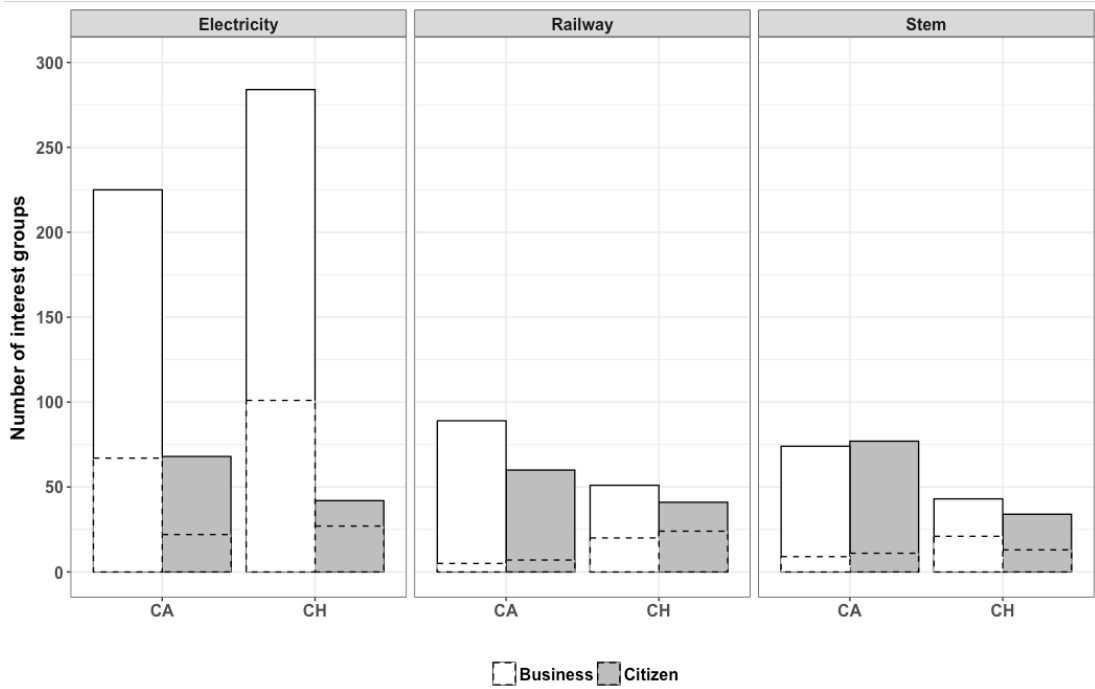 Electricity Railway Stem
Number of interest groups
300
250
200
150
100
50
0
CA CH CA CH CA CH
Business Citizen